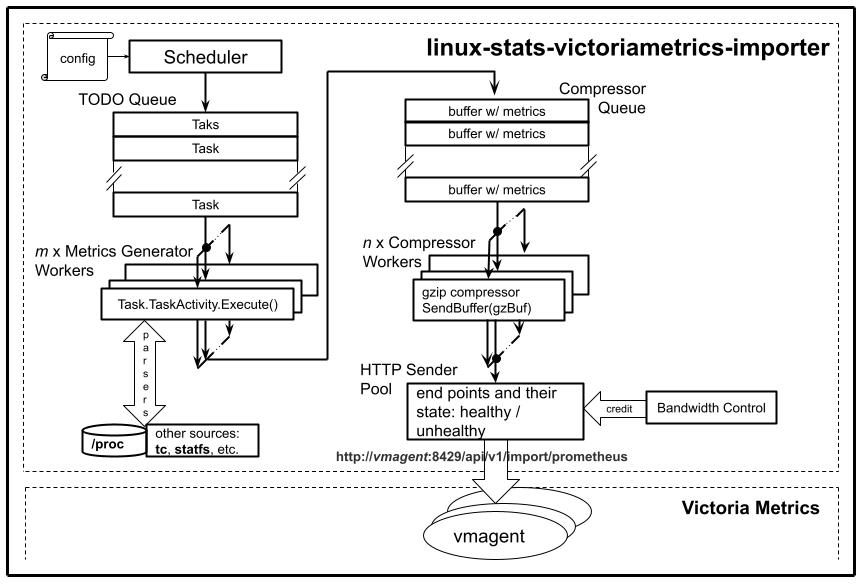 linux-stats-victoriametrics-importer
config
Scheduler
TODO Queue
Taks
Task
Task
m x Metrics Generator
Workers
Task.TaskActivity.Execute()
parsers
/proc
other sources:
tc, statfs, etc.
Compressor
Queue
buffer w/ metrics
buffer w/ metrics
buffer w/ metrics
n x Compressor
Workers
gzip compressor
SendBuffer(gzBuf)
HTTP Sender
Pool
end points and their
state: healthy /
unhealthy
credit
Bandwidth Control
http://vmagent:8429/api/v1/import/prometheus
Victoria Metrics
vmagent